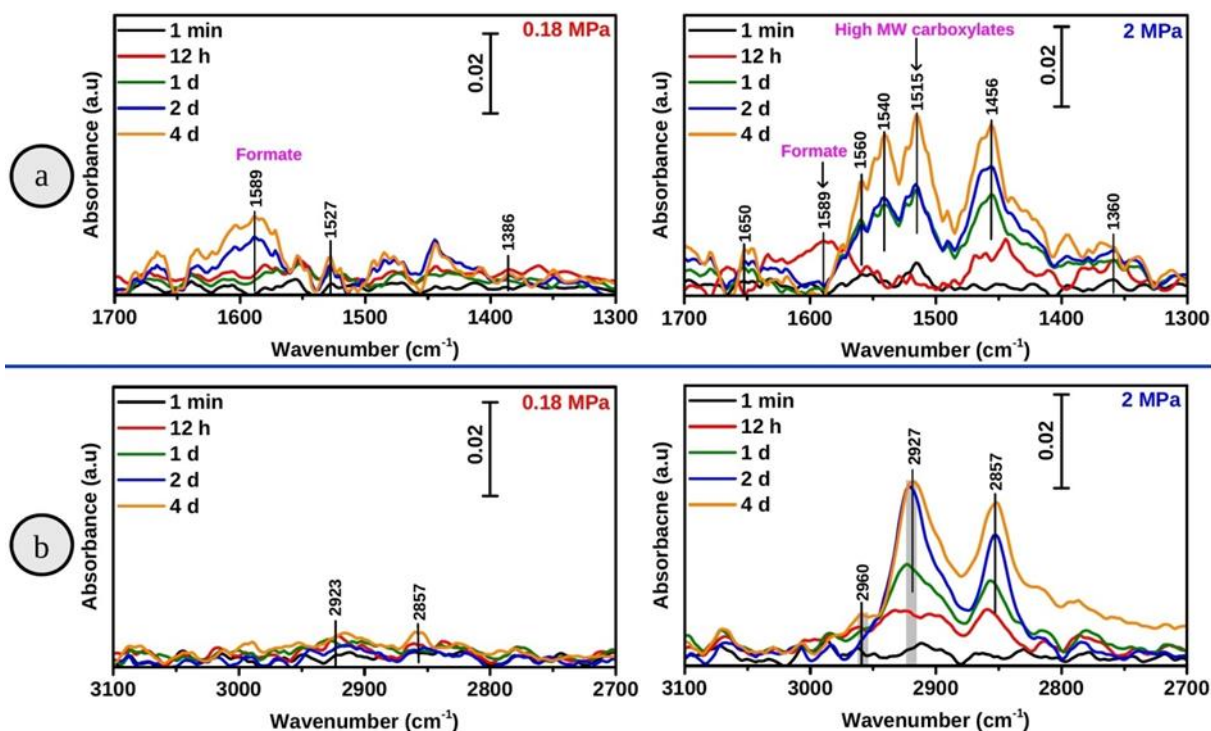 a
Absorbance (a.u)
1 min
12 h
1 d
2 d
4 d
0.18 MPa
0.02
Formate
1589
1527
1386
1700 1600 1500 1400 1300
Wavenumber (cm-1)
1 min
12 h
1 d
2 d
4 d
2 MPa
0.02
High MW carboxylates
Formate
1650
1589
1560
1540
1515
1456
1360
Absorbance (a.u)
1700 1600 1500 1400 1300
Wavenumber (cm-1)
b
Absorbance (a.u)
1 min
12 h
1 d
2 d
4 d
0.18 MPa
0.02
2923
2857
3100 3000 2900 2800 2700
Wavenumber (cm-1)
Absorbacne (a.u)
1 min
12 h
1 d
2 d
4 d
2 MPa
0.02
2960
2927
2857
3100 3000 2900 2800 2700
Wavenumber (cm-1)